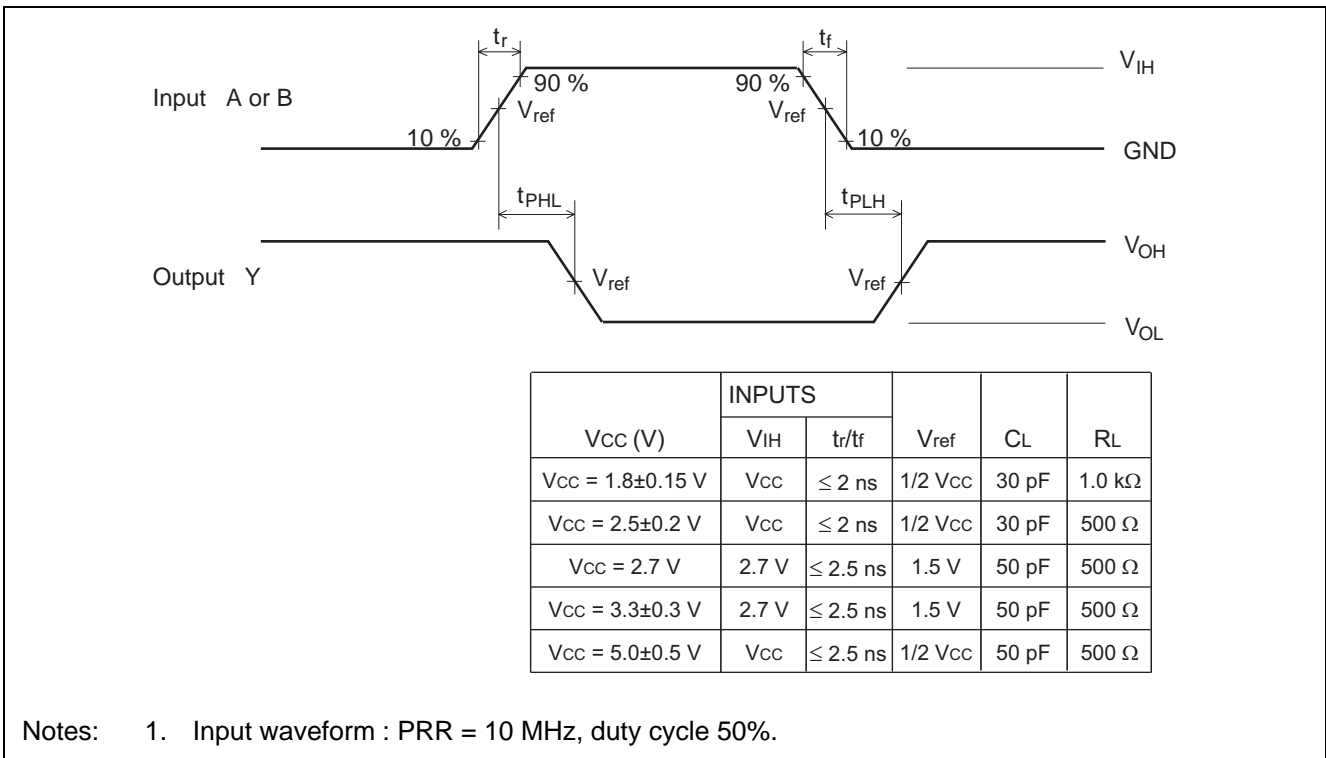 tr
tf
VIH
90 %
90 %
Input A or B
Vref
Vref
10 %
10 %
GND
tPHL
tPLH
VOH
Output Y
Vref
Vref
VOL
INPUTS
VCC (V) VIH tr/tf Vref CL RL
VCC = 1.8±0.15 V VCC ≤ 2 ns 1/2 VCC 30 pF 1.0 kΩ
VCC = 2.5±0.2 V VCC ≤ 2 ns 1/2 VCC 30 pF 500 Ω
VCC = 2.7 V 2.7 V ≤ 2.5 ns 1.5 V 50 pF 500 Ω
VCC = 3.3±0.3 V 2.7 V ≤ 2.5 ns 1.5 V 50 pF 500 Ω
VCC = 5.0±0.5 V VCC ≤ 2.5 ns 1/2 VCC 50 pF 500 Ω
Notes: 1. Input waveform : PRR = 10 MHz, duty cycle 50%.